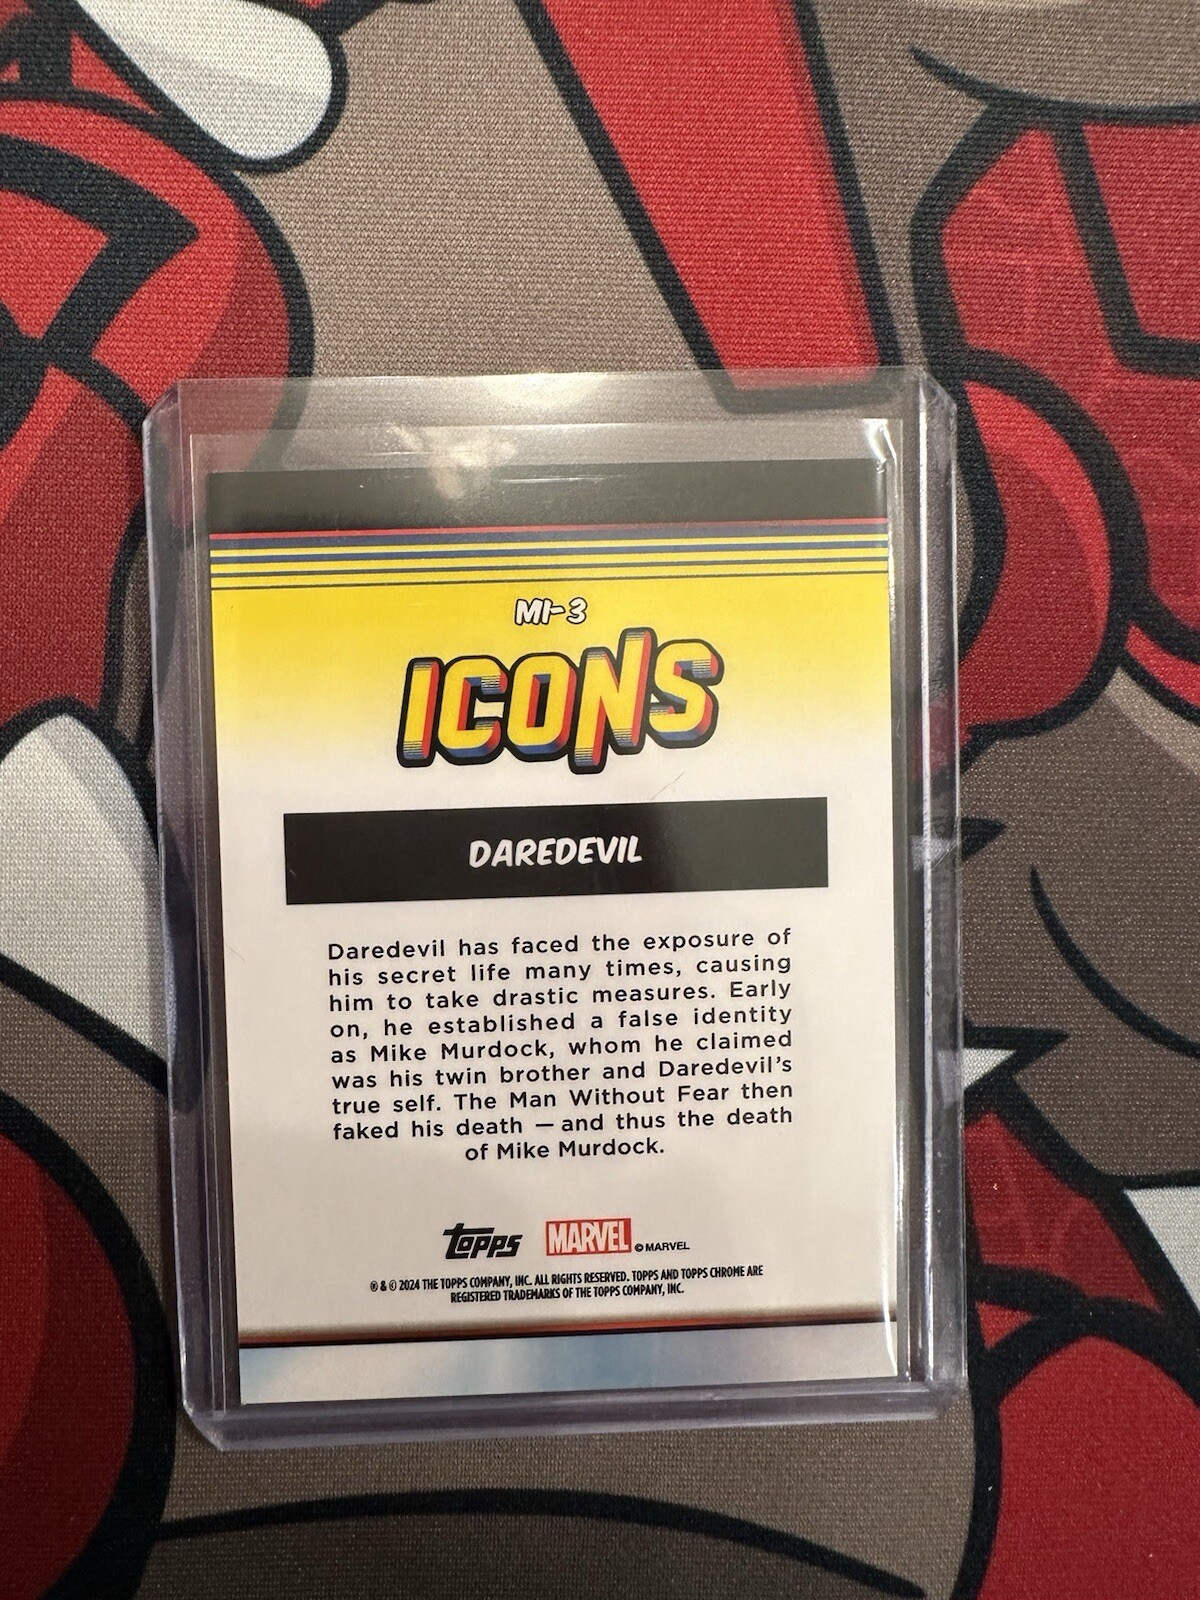 MI-3
ICONS
DAREDEVIL
Daredevil has faced the exposure of
his secret life many times, causing
him to take drastic measures. Early
on, he established a false identity
as Mike Murdock, whom he claimed
was his twin brother and Daredevil's
true self. The Man Without Fear then
faked his death — and thus the death
of Mike Murdock.
topps MARVEL © MARVEL
® & © 2024 THE TOPPS COMPANY, INC. ALL RIGHTS RESERVED. TOPPS AND TOPPS CHROME ARE
REGISTERED TRADEMARKS OF THE TOPPS COMPANY, INC.